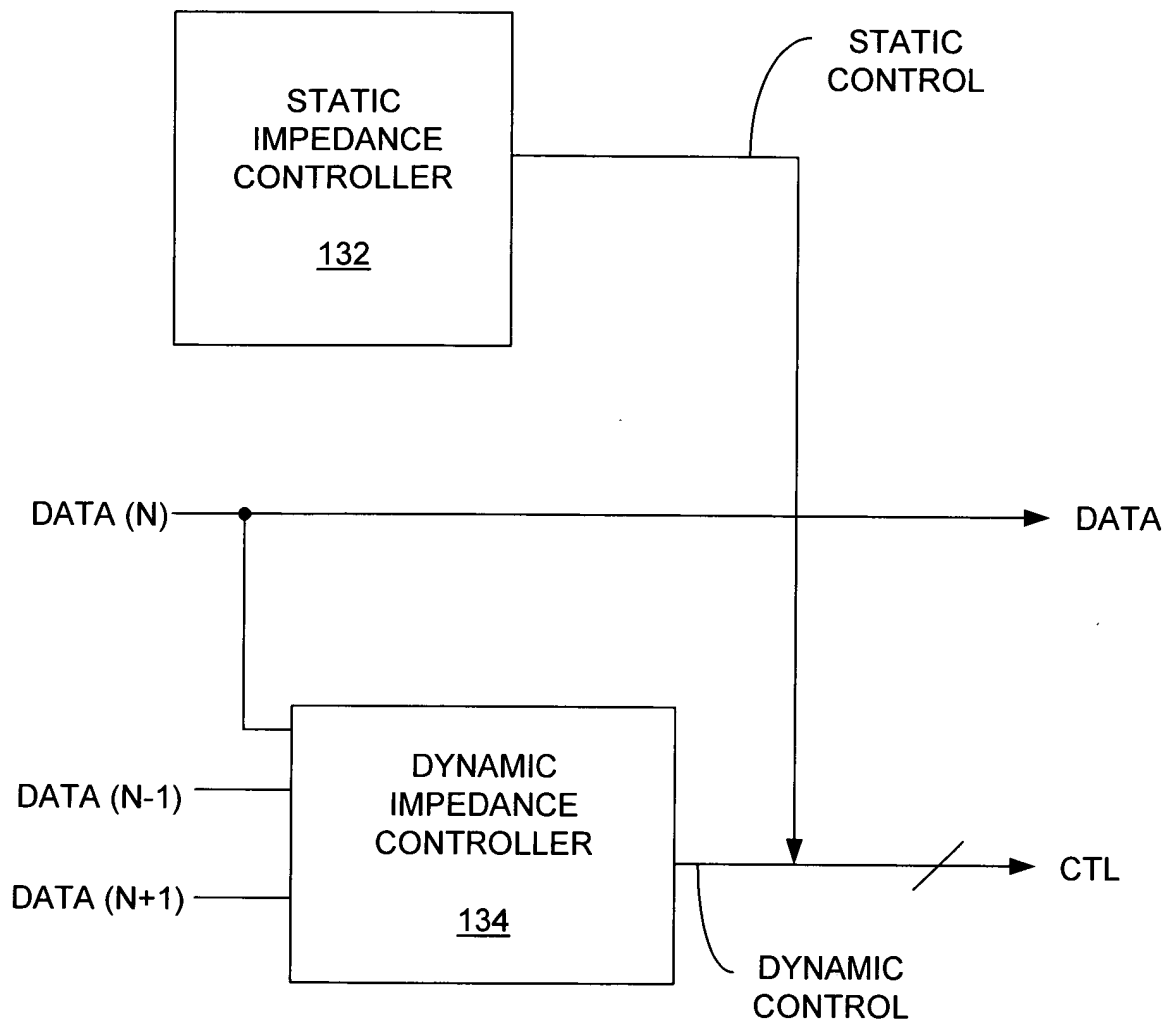 STATIC
CONTROL
STATIC
IMPEDANCE
CONTROLLER
132
DATA (N)
DATA
DYNAMIC
IMPEDANCE
CONTROLLER
134
DATA (N-1)
DATA (N+1)
CTL
DYNAMIC
CONTROL